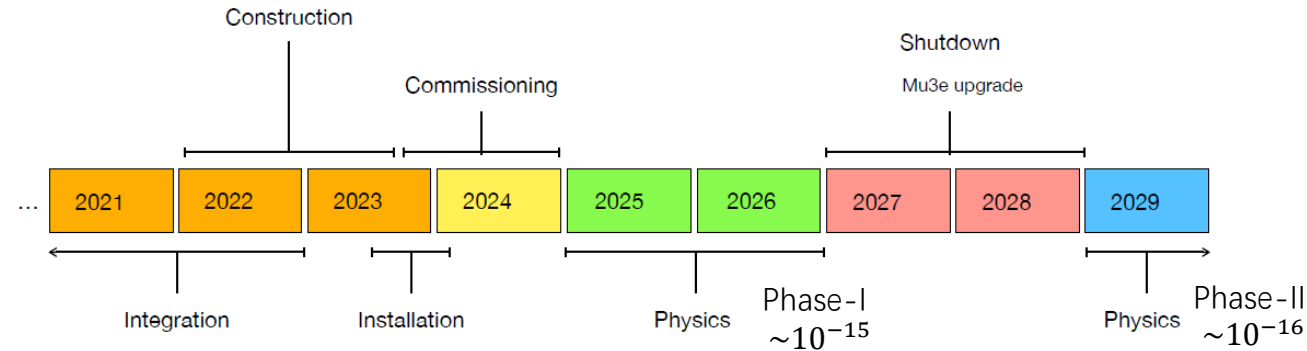 Construction
Shutdown
Commissioning
Mu3e upgrade
... 2021 2022 2023 2024 2025 2026 2027 2028 2029
Integration
Installation
Physics
Phase-I
~10⁻¹⁵
Physics
Phase-II
~10⁻¹⁶